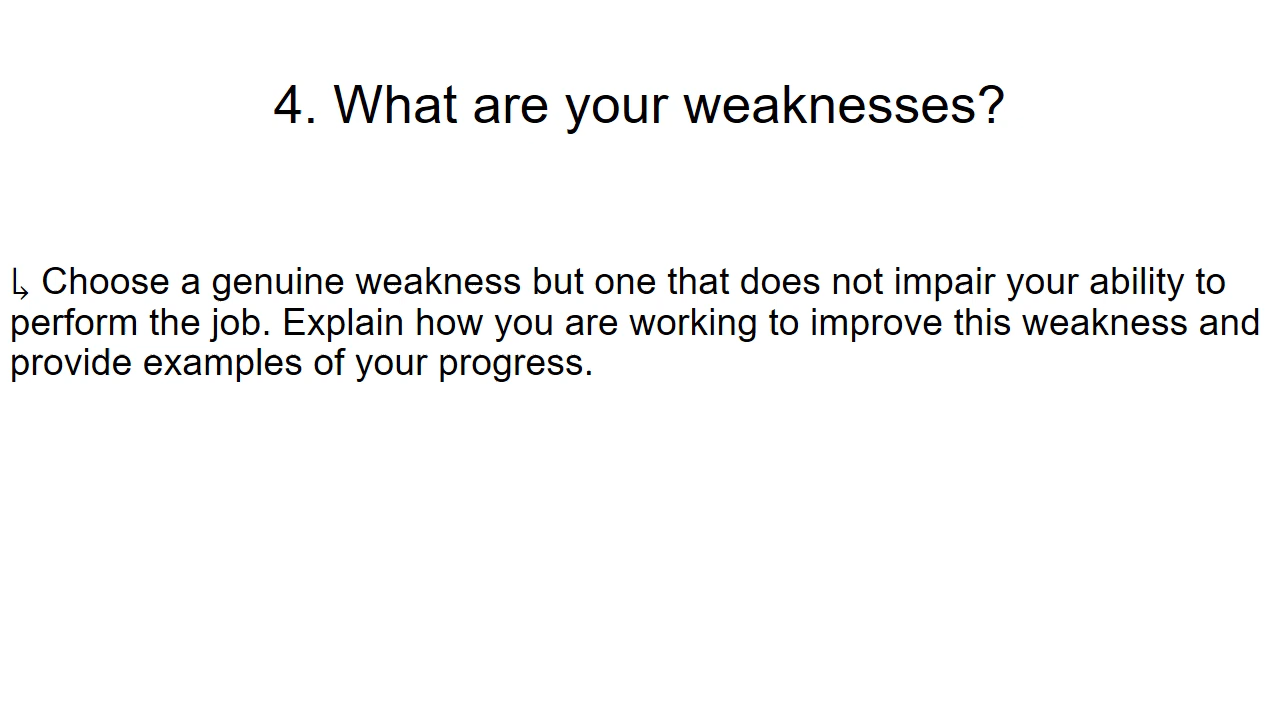 4. What are your weaknesses?
↳ Choose a genuine weakness but one that does not impair your ability to
perform the job. Explain how you are working to improve this weakness and
provide examples of your progress.